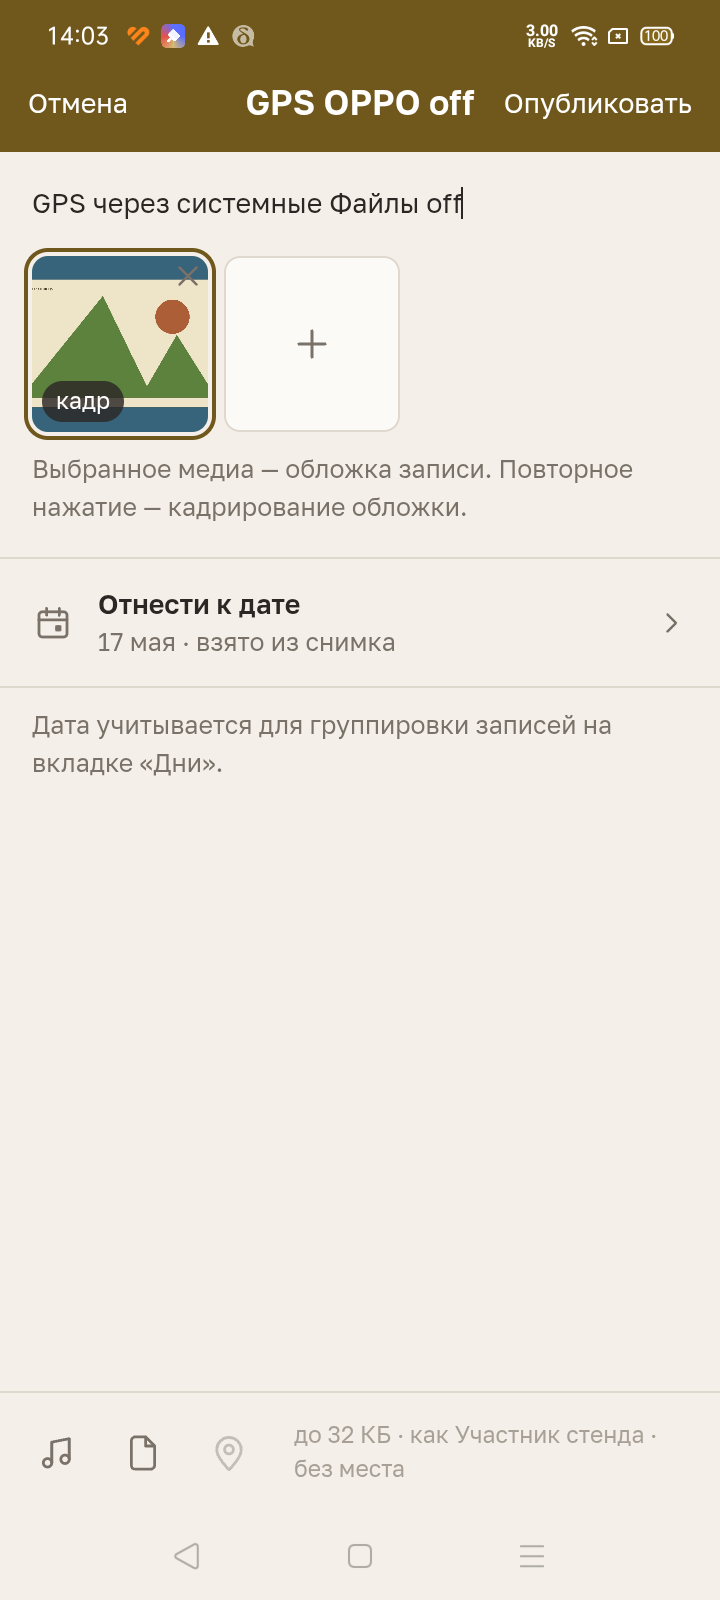 14:03
3.00
KB/S
100
Отмена
GPS OPPO off
Опубликовать
GPS через системные Файлы off
кадр
Выбранное медиа — обложка записи. Повторное
нажатие — кадрирование обложки.
Отнести к дате
17 мая · взято из снимка
Дата учитывается для группировки записей на
вкладке «Дни».
до 32 КБ · как Участник стенда ·
без места